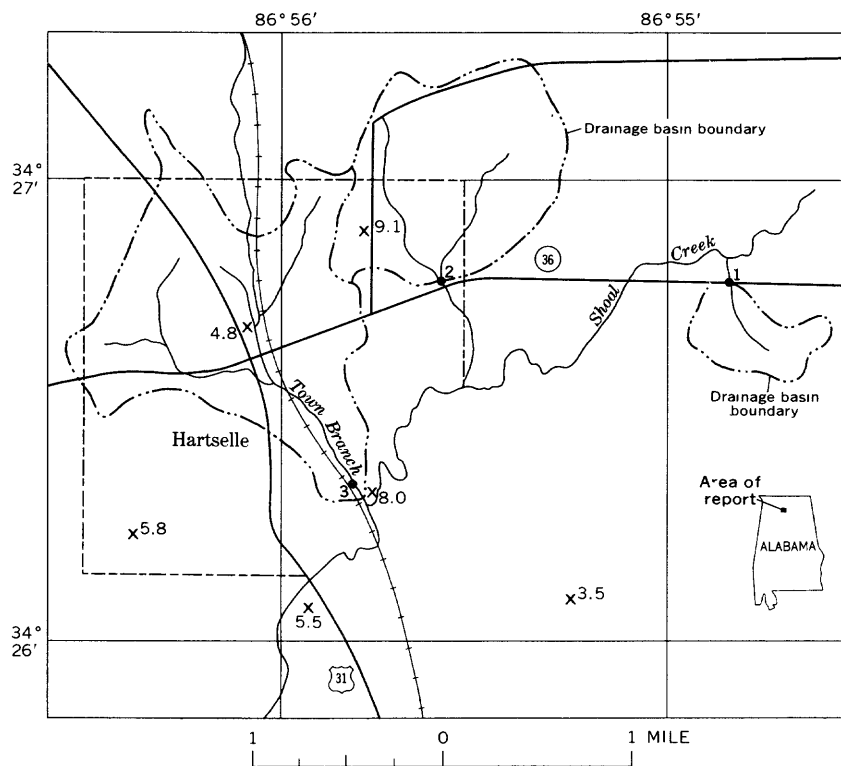 86° 56′
86° 55′
Drainage basin boundary
34°
27′
9.1
36
Shoal Creek
2
1
4.8
Town Branch
Drainage basin
boundary
Hartselle
3
8.0
Area of
report
ALABAMA
5.8
3.5
5.5
34°
26′
31
1 0 1 MILE